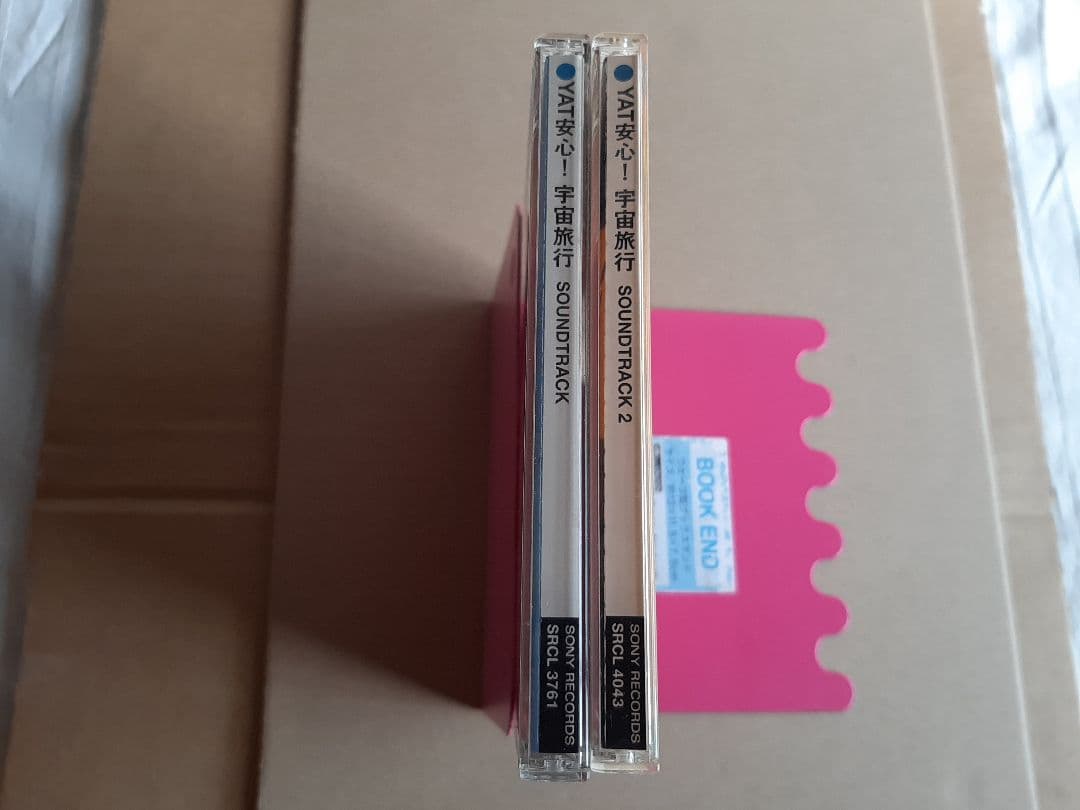 YAT安心! 宇宙旅行 SOUNDTRACK
SONY RECORDS
SRCL 3761
YAT安心! 宇宙旅行 SOUNDTRACK 2
SONY RECORDS
SRCL 4043
BOOK END